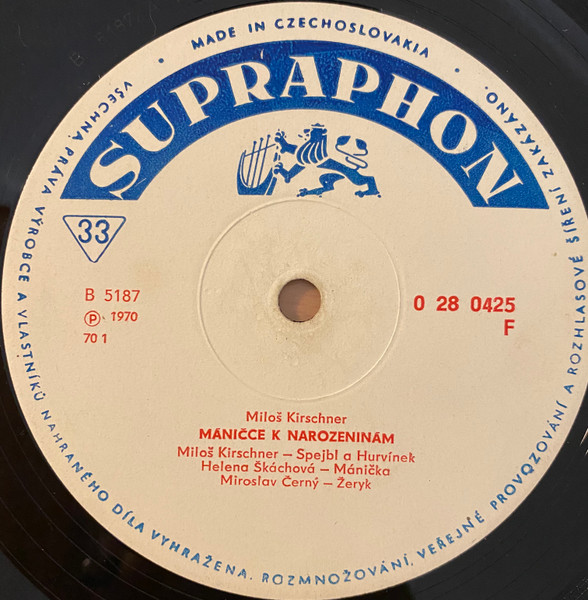 MADE IN CZECHOSLOVAKIA
SUPRAPHON
33
B 5187
Ⓟ 1970
70 1
0 28 0425
F
Miloš Kirschner
MÁNIČCE K NAROZENINÁM
Miloš Kirschner – Spejbl a Hurvínek
Helena Škáchová – Mánička
Miroslav Černý – Žeryk
VŠECHNA PRÁVA VÝROBCE A VLASTNÍKŮ NAHRANÉHO DÍLA VYHRAŽENA. ROZMNOŽOVÁNÍ, VEŘEJNÉ PROVOZOVÁNÍ A ROZHLASOVÉ ŠÍŘENÍ ZAKÁZÁNO.